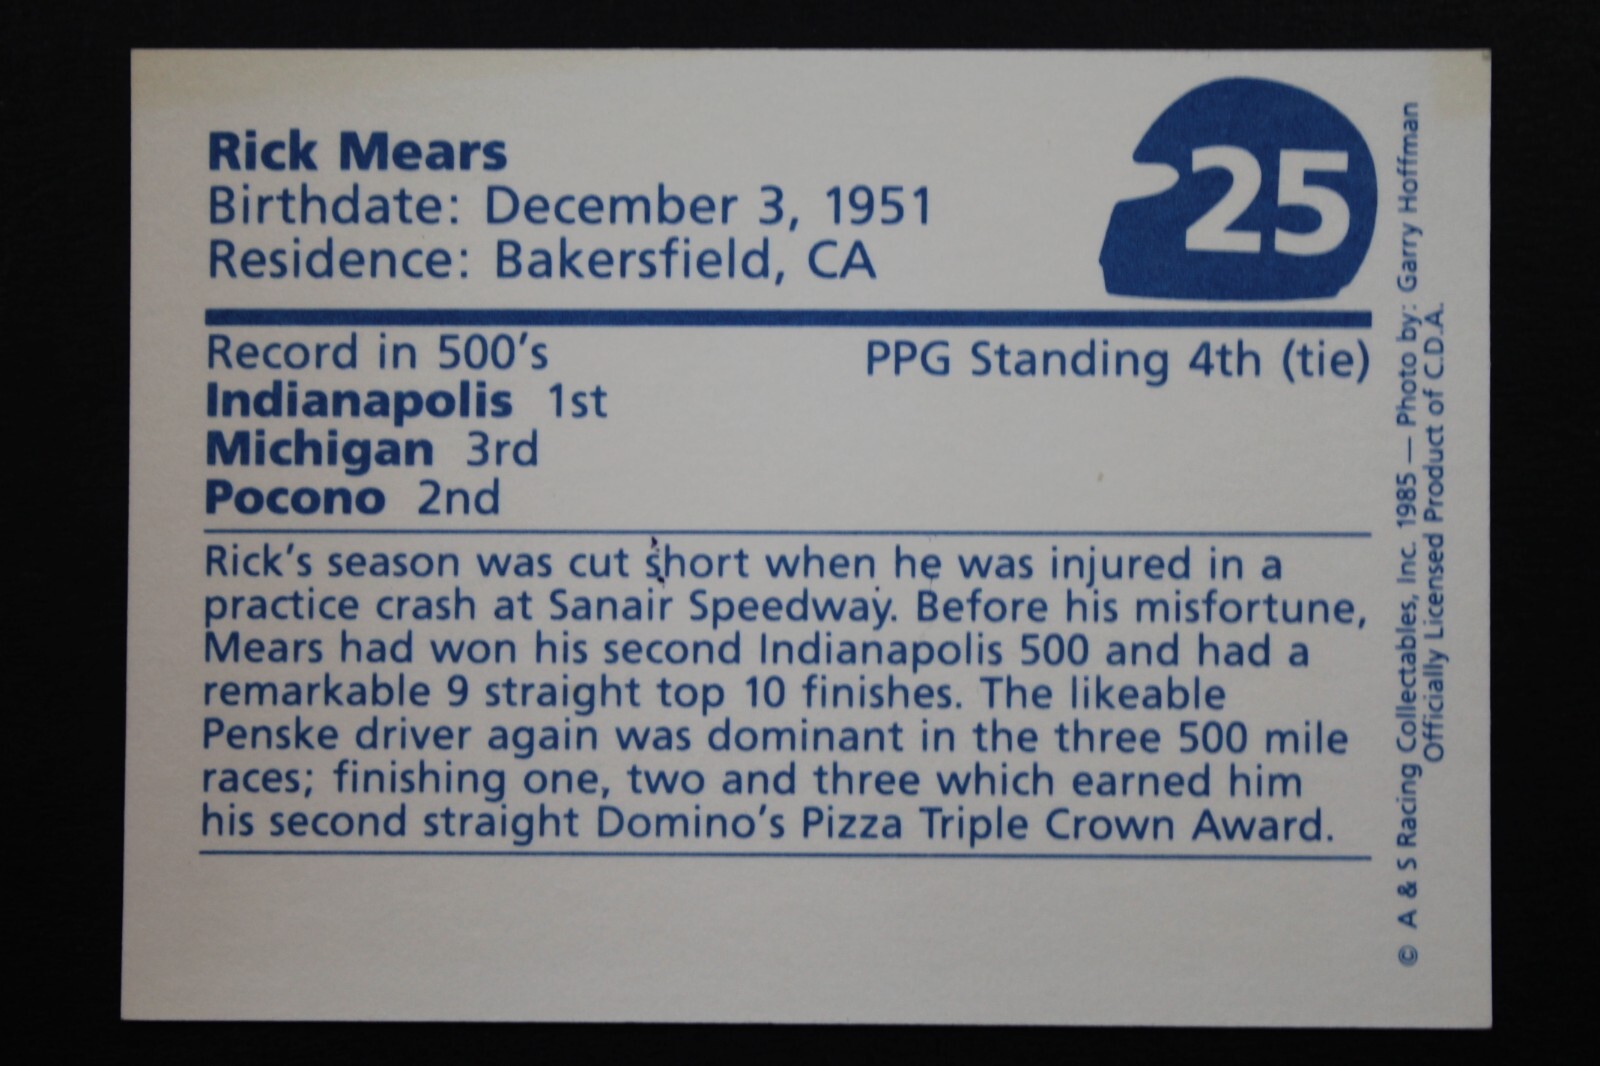 25
Rick Mears
Birthdate: December 3, 1951
Residence: Bakersfield, CA
Record in 500's
PPG Standing 4th (tie)
Indianapolis 1st
Michigan 3rd
Pocono 2nd
Rick's season was cut short when he was injured in a
practice crash at Sanair Speedway. Before his misfortune,
Mears had won his second Indianapolis 500 and had a
remarkable 9 straight top 10 finishes. The likeable
Penske driver again was dominant in the three 500 mile
races; finishing one, two and three which earned him
his second straight Domino's Pizza Triple Crown Award.
© A & S Racing Collectables, Inc. 1985 — Photo by: Garry Hoffman
Officially Licensed Product of C.D.A.